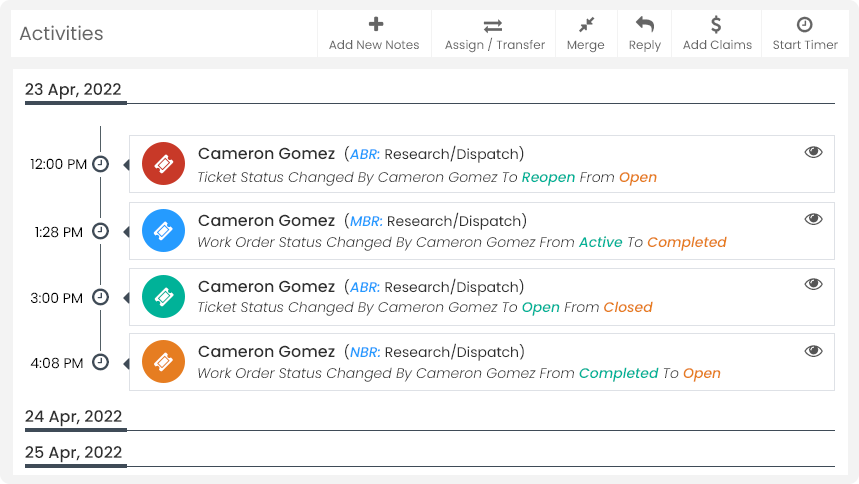 Activities
Add New Notes
Assign / Transfer
Merge
Reply
Add Claims
Start Timer
23 Apr, 2022
12:00 PM
Cameron Gomez (ABR: Research/Dispatch)
Ticket Status Changed By Cameron Gomez To Reopen From Open
1:28 PM
Cameron Gomez (MBR: Research/Dispatch)
Work Order Status Changed By Cameron Gomez From Active To Completed
3:00 PM
Cameron Gomez (ABR: Research/Dispatch)
Ticket Status Changed By Cameron Gomez To Open From Closed
4:08 PM
Cameron Gomez (NBR: Research/Dispatch)
Work Order Status Changed By Cameron Gomez From Completed To Open
24 Apr, 2022
25 Apr, 2022